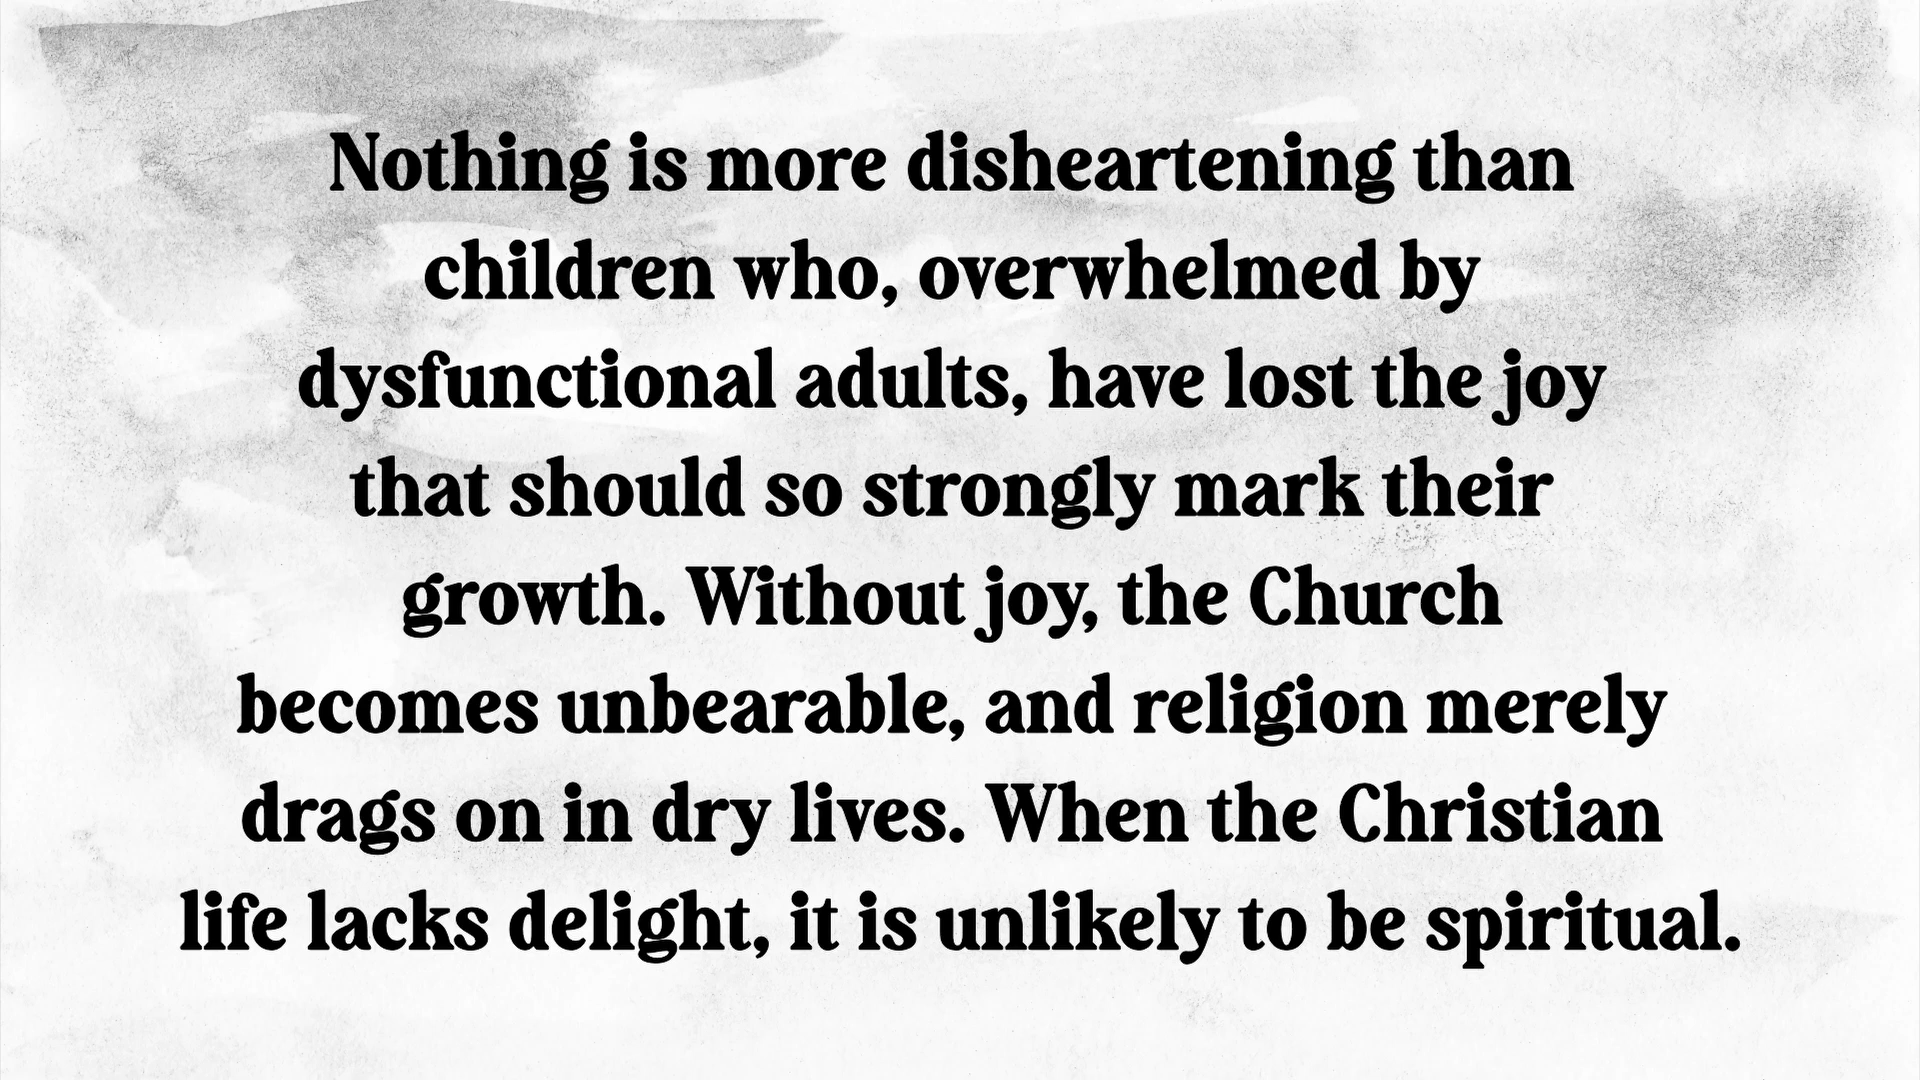 Nothing is more disheartening than
children who, overwhelmed by
dysfunctional adults, have lost the joy
that should so strongly mark their
growth. Without joy, the Church
becomes unbearable, and religion merely
drags on in dry lives. When the Christian
life lacks delight, it is unlikely to be spiritual.